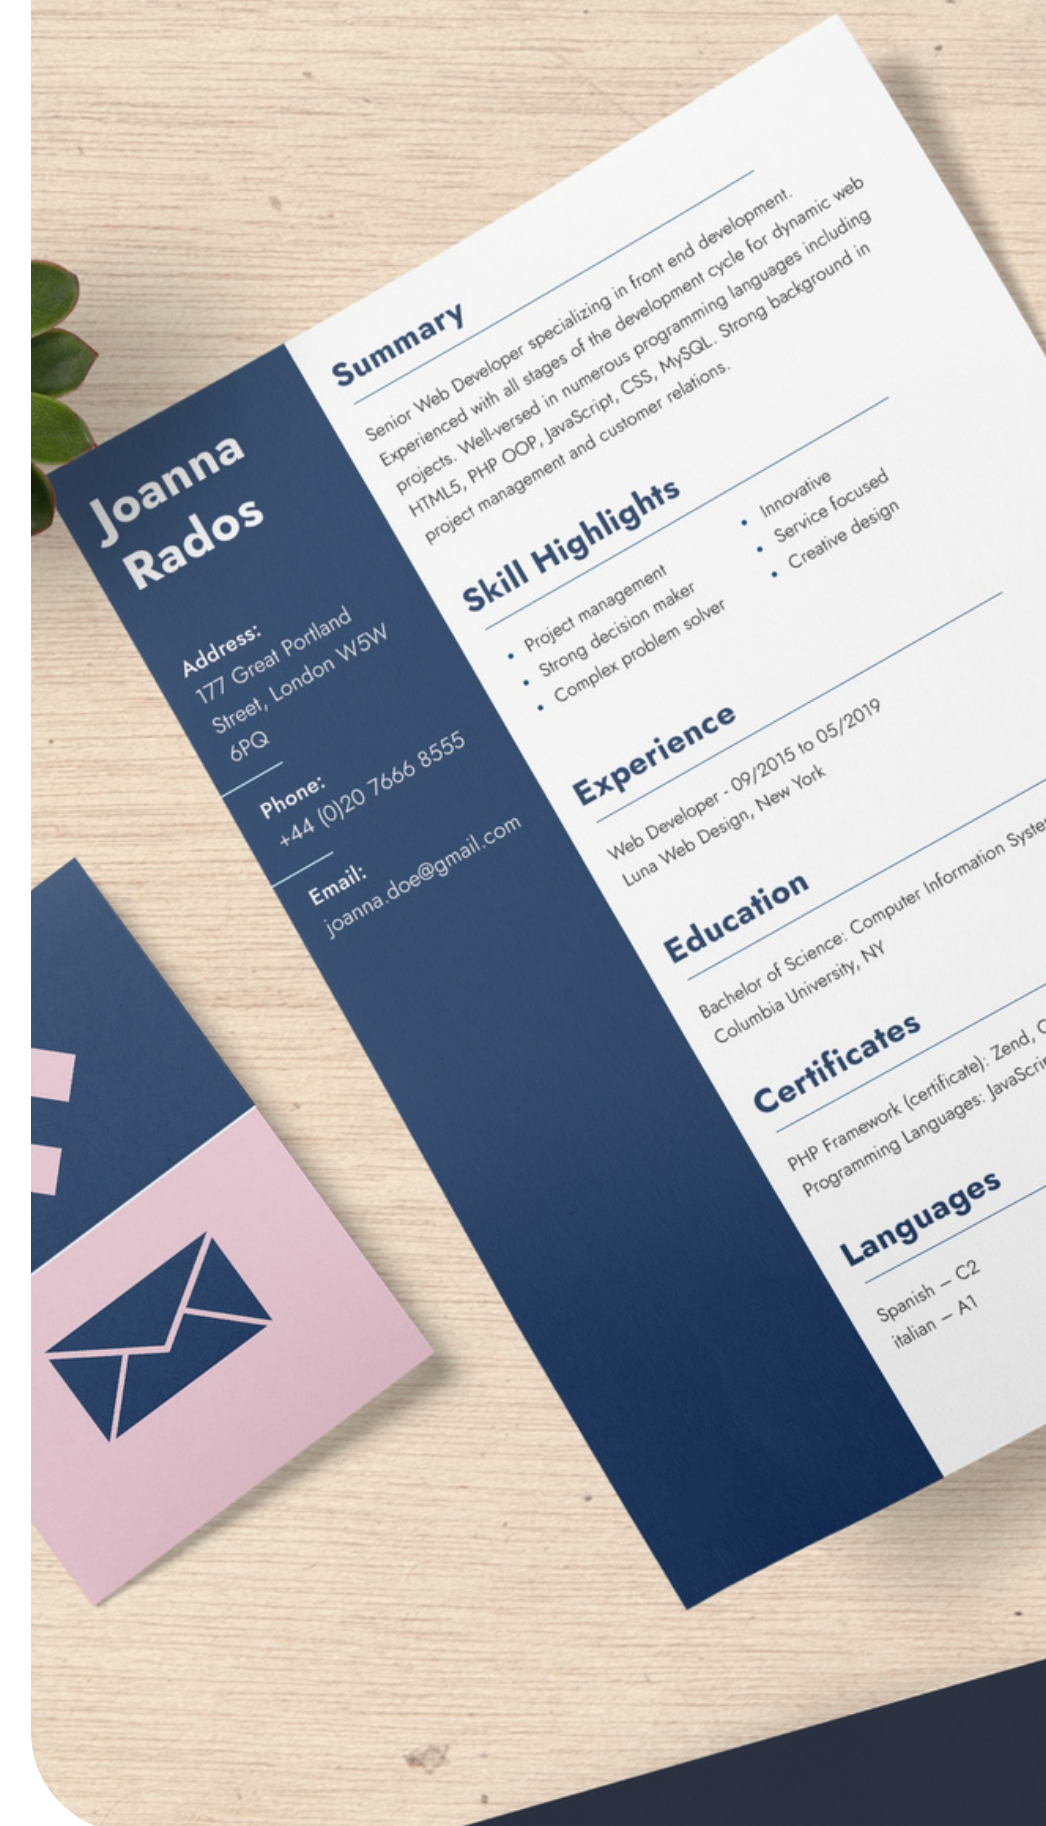 Joanna
Rados
Address:
177 Great Portland
Street, London W5W
6PQ
Phone:
+44 (0)20 7666 8555
Email:
joanna.doe@gmail.com
Summary
Senior Web Developer specializing in front end development.
Experienced with all stages of the development cycle for dynamic web
projects. Well-versed in numerous programming languages including
HTML5, PHP OOP, JavaScript, CSS, MySQL. Strong background in
project management and customer relations.
Skill Highlights
• Project management
• Strong decision maker
• Complex problem solver
• Innovative
• Service focused
• Creative design
Experience
Web Developer - 09/2015 to 05/2019
Luna Web Design, New York
Education
Bachelor of Science: Computer Information
Columbia University, NY
Certificates
PHP Framework (certificate): Zend,
Programming Languages:
Languages
Spanish – C2
italian – A1